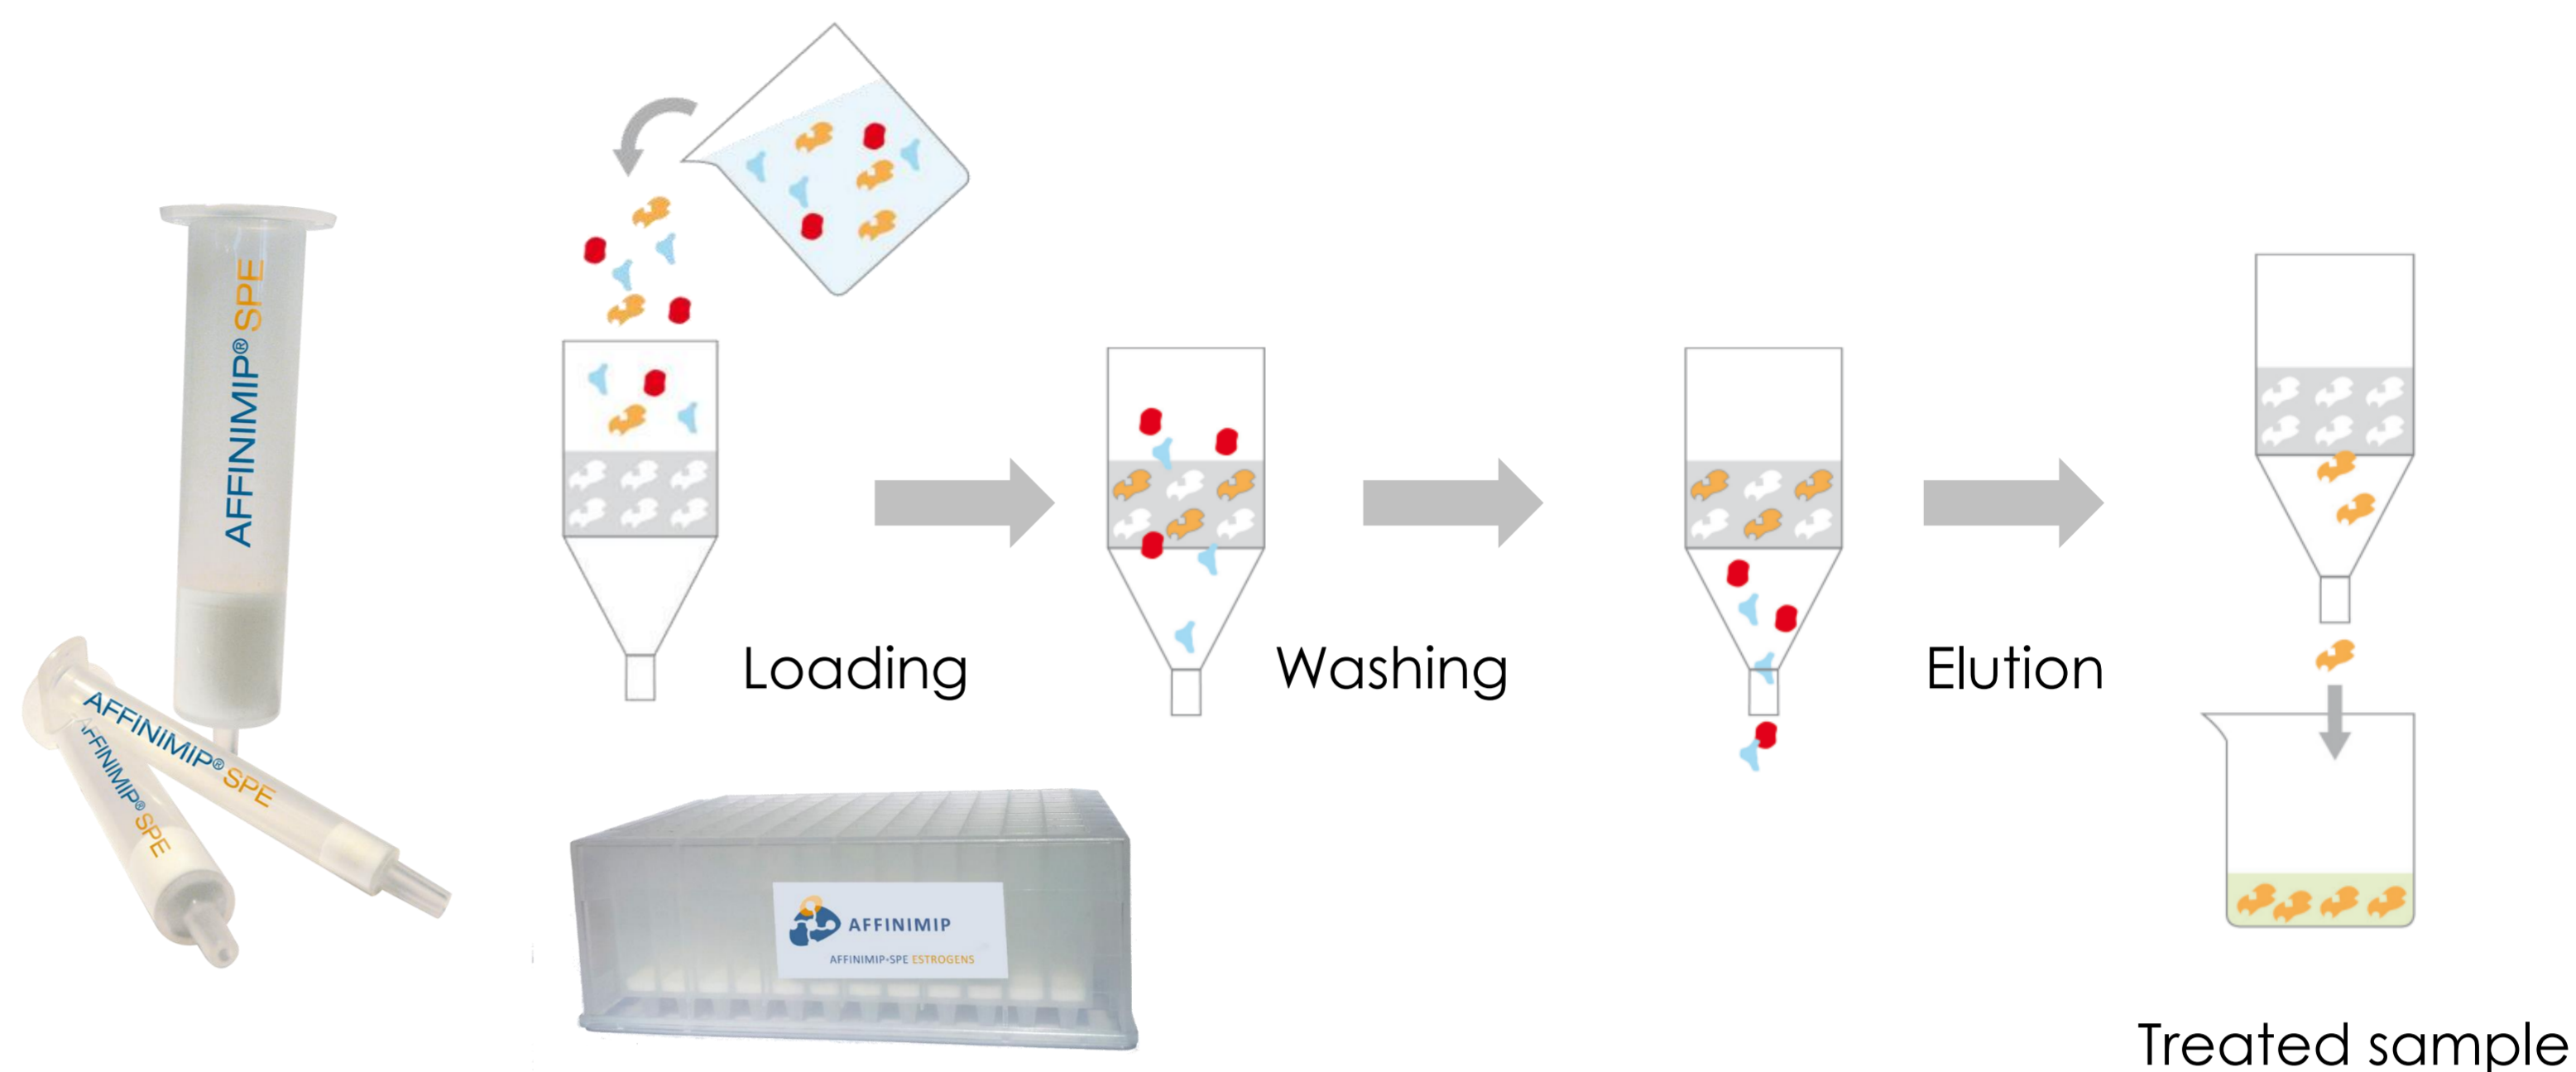 AFFINIMIP® SPE
AFFINIMIP® SPE
AFFINIMIP® SPE
Loading
Washing
Elution
AFFINIMIP
AFFINIMIP®SPE ESTROGENS
Treated sample